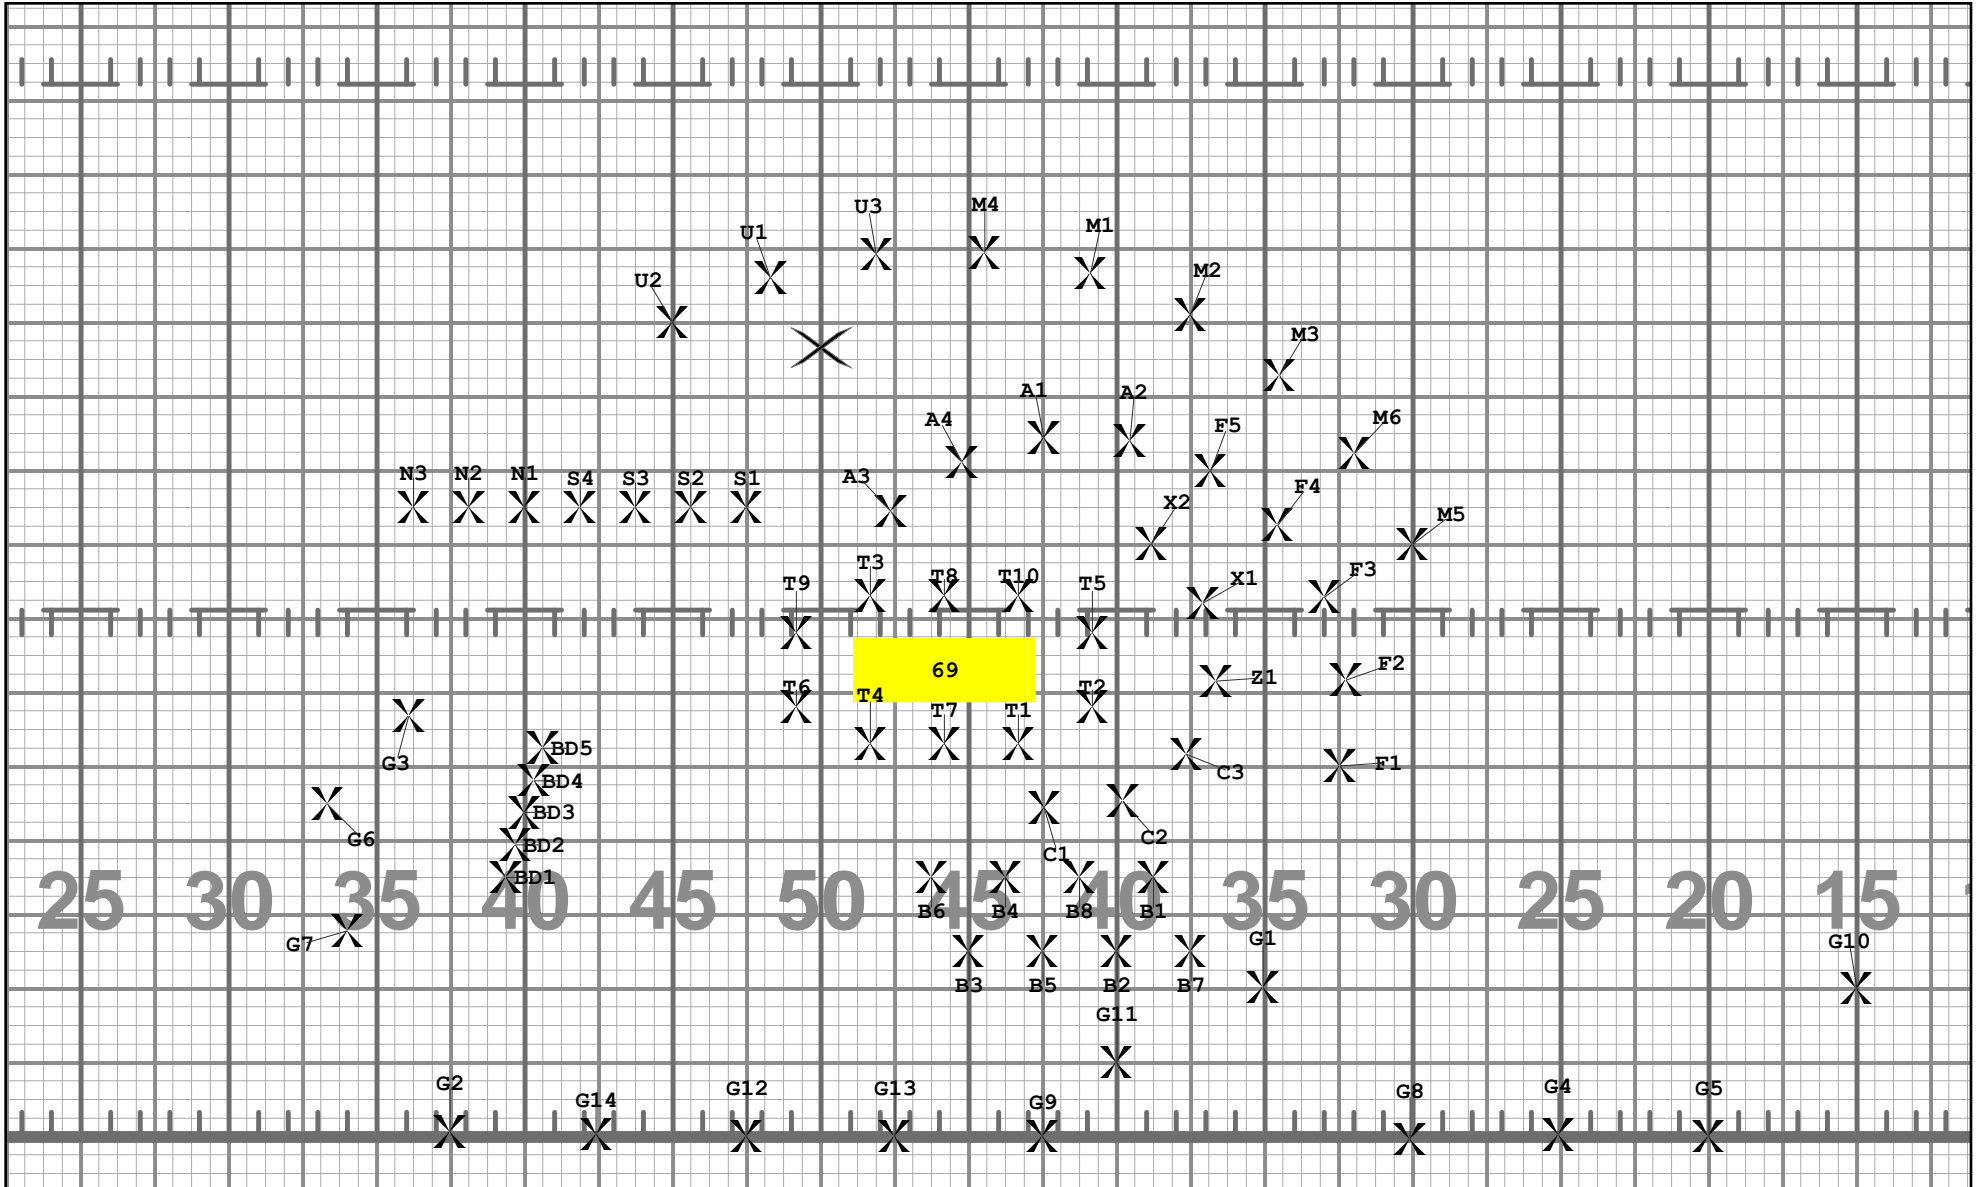 U3 M4
M1
U1
M2
U2
M3
A1 A2
M6
A4 F5
N3 N2 N1 S4 S3 S2 S1 A3
F4
X2 M5
T3
T9 T8 T10 T5 X1 F3
69
Z1 F2
T6 T4 T2
T7 T1
BD5
G3 C3 F1
BD4
BD3
G6 C2
BD2 C1
BD1
25 30 35 40 45 50 45 40 35 30 25 20 15
B6 B4 B8 B1
G7 G1 G10
B3 B5 B2 B7
G11
G2 G12 G13 G8 G4 G5
G14 G9